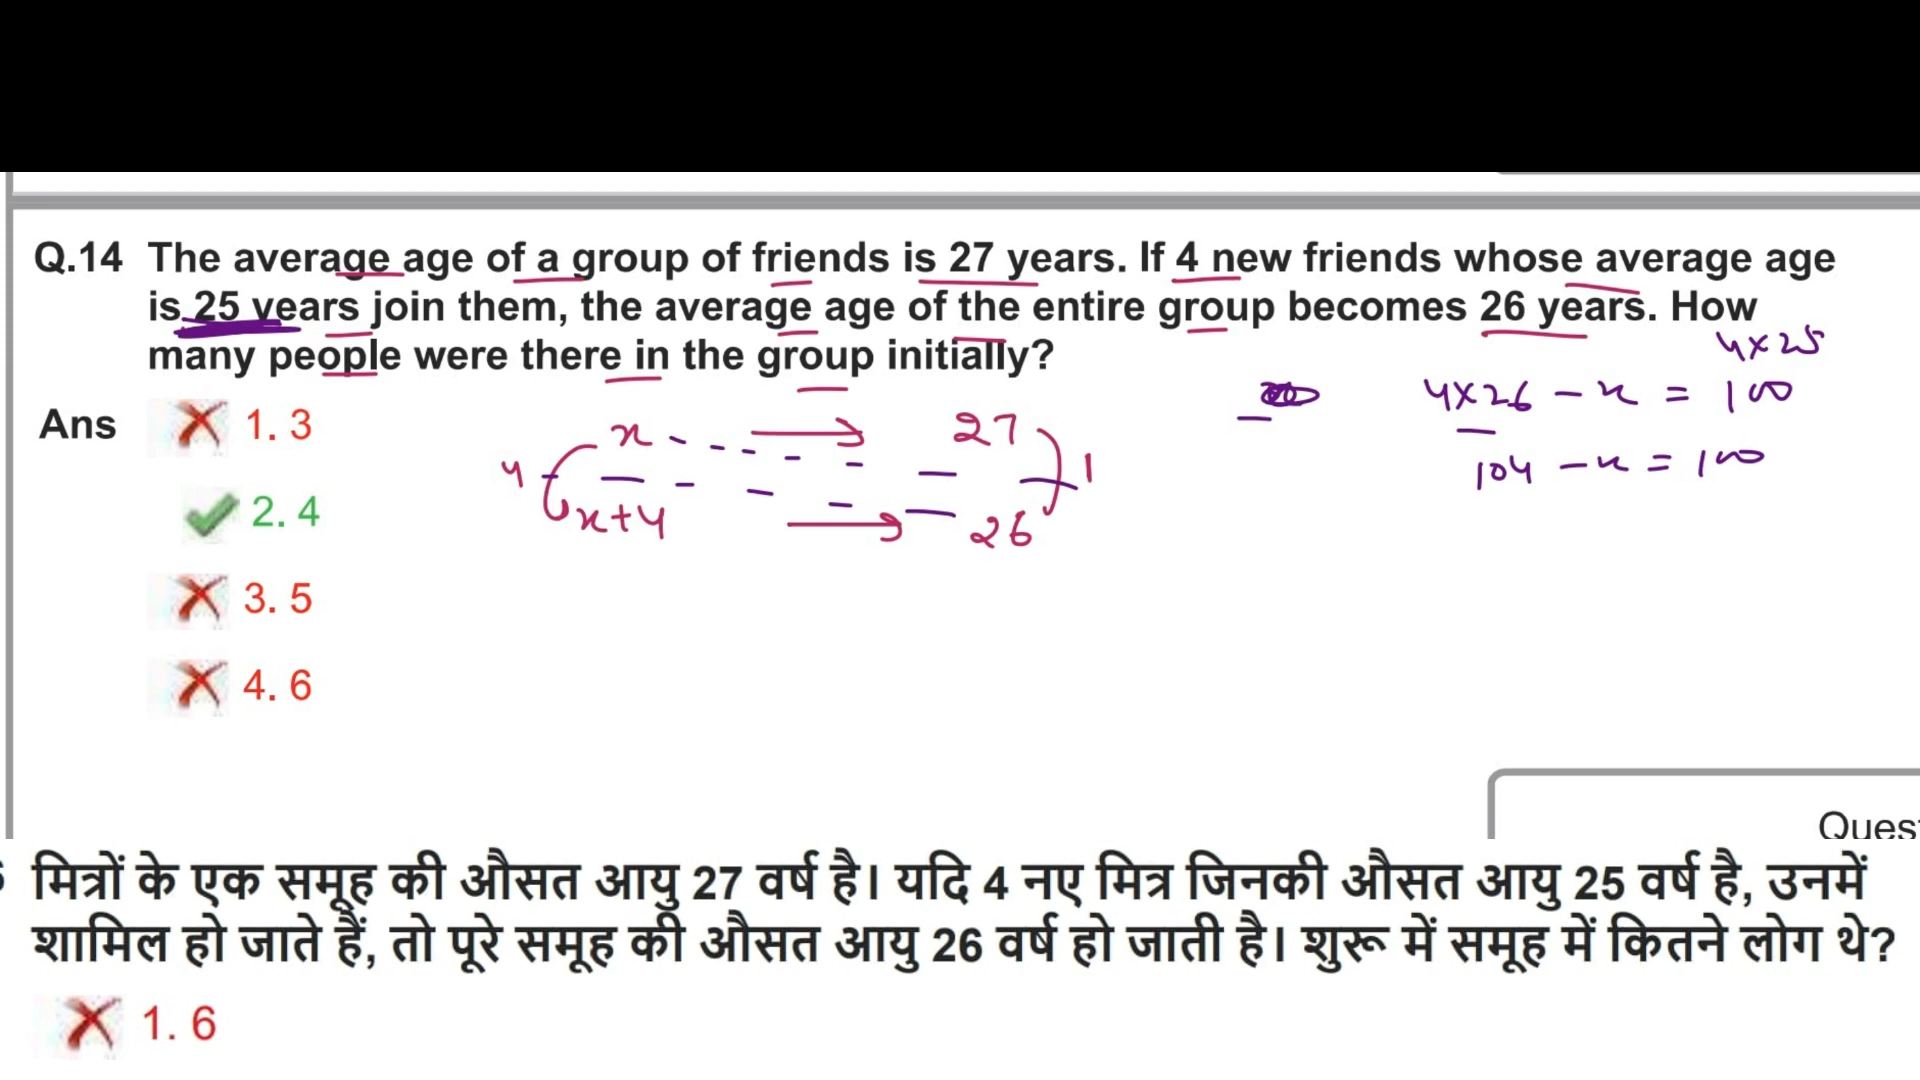 Q.14 The average age of a group of friends is 27 years. If 4 new friends whose average age
is 25 years join them, the average age of the entire group becomes 26 years. How
many people were there in the group initially?
4×25
Ans 1. 3
x 27
4×26 - x = 100
4 1
104 - x = 100
2. 4
x+4 26
3. 5
4. 6
Ques
मित्रों के एक समूह की औसत आयु 27 वर्ष है। यदि 4 नए मित्र जिनकी औसत आयु 25 वर्ष है, उनमें
शामिल हो जाते हैं, तो पूरे समूह की औसत आयु 26 वर्ष हो जाती है। शुरू में समूह में कितने लोग थे?
1. 6